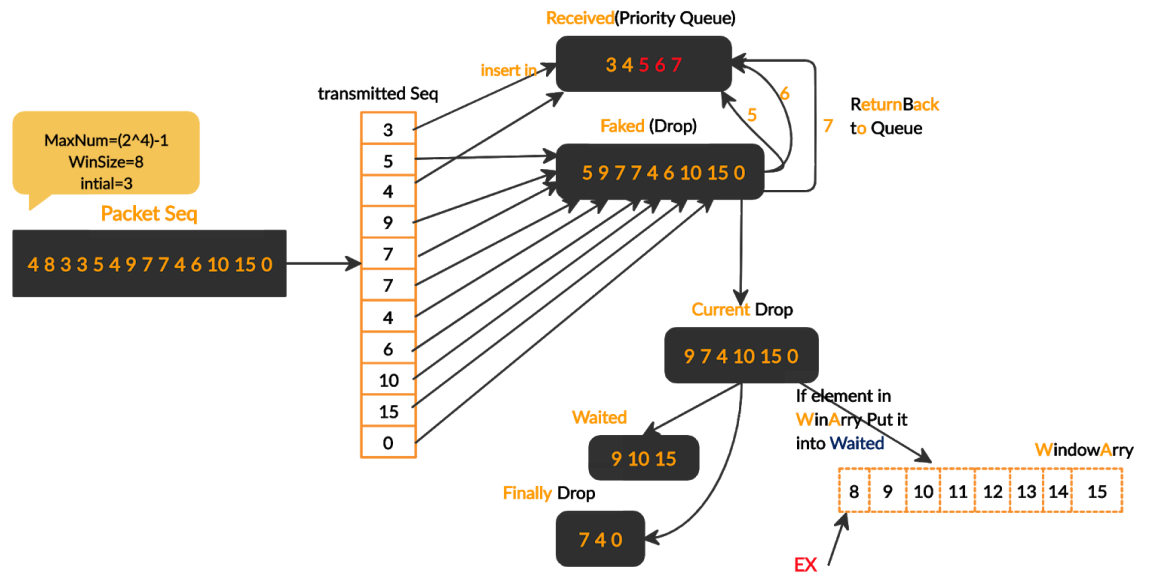 Received(Priority Queue)
3 4 5 6 7
insert in
transmitted Seq
3
5
4
9
7
7
4
6
10
15
0
MaxNum=(2^4)-1
WinSize=8
intial=3
Packet Seq
4 8 3 3 5 4 9 7 7 4 6 10 15 0
Faked (Drop)
5 9 7 7 4 6 10 15 0
5
6
7
ReturnBack
to Queue
Current Drop
9 7 4 10 15 0
If element in
WinArry Put it
into Waited
Waited
9 10 15
Finally Drop
7 4 0
WindowArry
8 9 10 11 12 13 14 15
EX